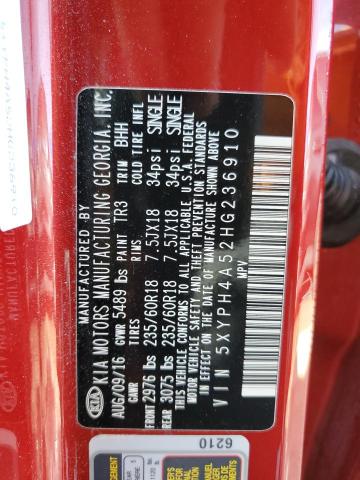 MANUFACTURED BY
KIA KIA MOTORS MANUFACTURING GEORGIA, INC.
AUG/09/16 GVWR 5489 lbs PAINT TR3 TRIM BHH
GAWR TIRES RIMS COLD TIRE INFL
FRONT 2976 lbs 235/60R18 7.5JX18 34psi SINGLE
REAR 3075 lbs 235/60R18 7.5JX18 34psi SINGLE
THIS VEHICLE CONFORMS TO ALL APPLICABLE U.S.A. FEDERAL
MOTOR VEHICLE SAFETY AND THEFT PREVENTION STANDARDS
IN EFFECT ON THE DATE OF MANUFACTURE SHOWN ABOVE
VIN 5XYPH4A52HG236910
MPV
6210